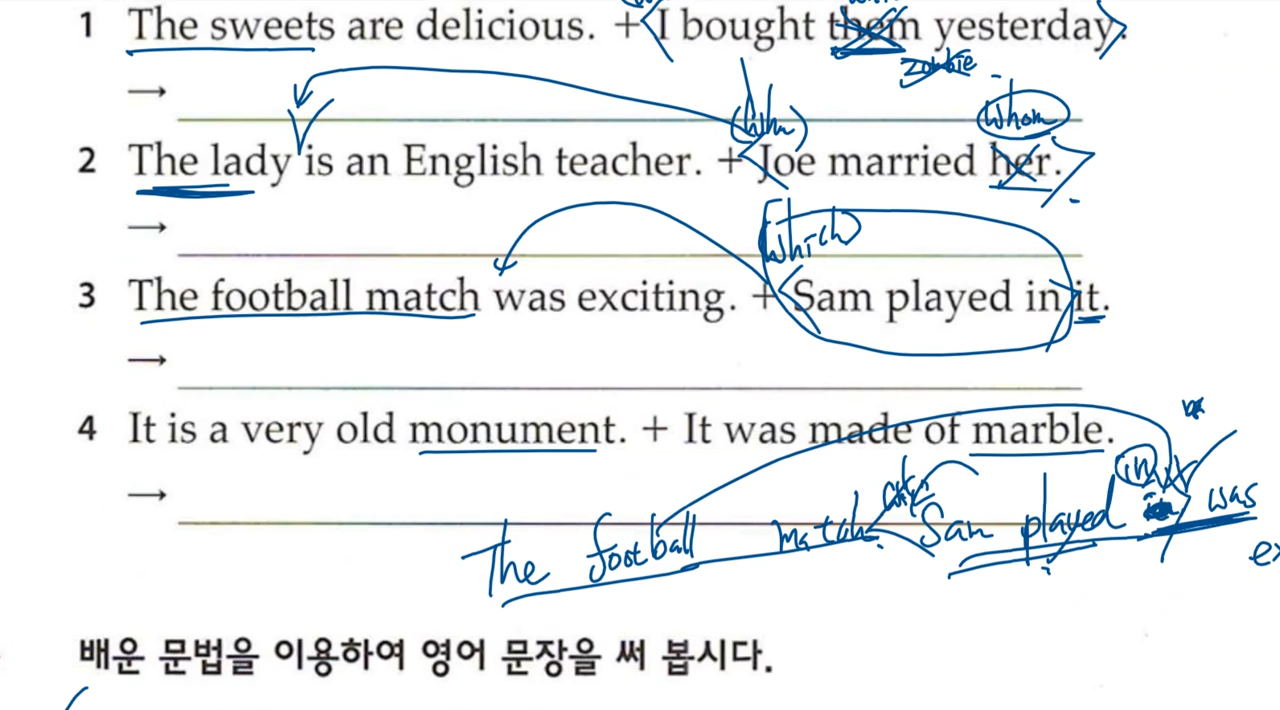 1 The sweets are delicious. + I bought them yesterday.
zombie
→
(who) whom
2 The lady is an English teacher. + Joe married her.
→
which
3 The football match was exciting. + Sam played in it.
→
4 It is a very old monument. + It was made of marble.
→
in
The football match Sam played was
배운 문법을 이용하여 영어 문장을 써 봅시다.